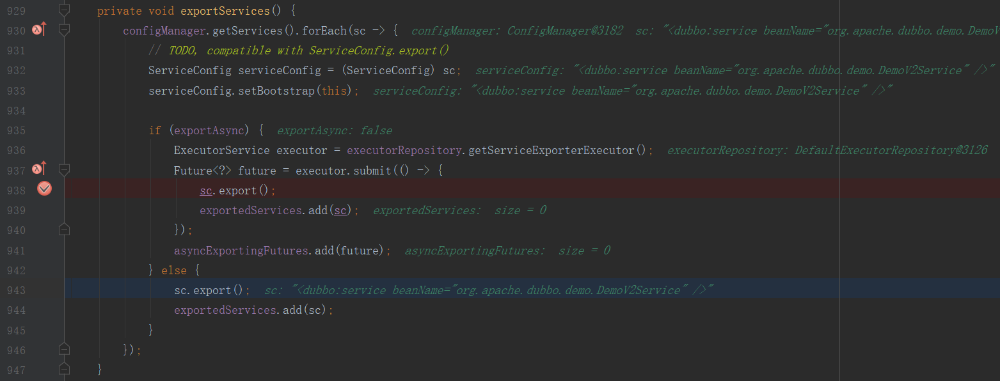 929 private void exportServices() {
930 configManager.getServices().forEach(sc -> { configManager: ConfigManager@3182 sc: "<dubbo:service beanName="org.apache.dubbo.demo.DemoV
931 // TODO, compatible with ServiceConfig.export()
932 ServiceConfig serviceConfig = (ServiceConfig) sc; serviceConfig: "<dubbo:service beanName="org.apache.dubbo.demo.DemoV2Service" />"
933 serviceConfig.setBootstrap(this); serviceConfig: "<dubbo:service beanName="org.apache.dubbo.demo.DemoV2Service" />"
934
935 if (exportAsync) { exportAsync: false
936 ExecutorService executor = executorRepository.getServiceExporterExecutor(); executorRepository: DefaultExecutorRepository@3126
937 Future<?> future = executor.submit(() -> {
938 sc.export();
939 exportedServices.add(sc); exportedServices: size = 0
940 });
941 asyncExportingFutures.add(future); asyncExportingFutures: size = 0
942 } else {
943 sc.export(); sc: "<dubbo:service beanName="org.apache.dubbo.demo.DemoV2Service" />"
944 exportedServices.add(sc);
945 }
946 });
947 }